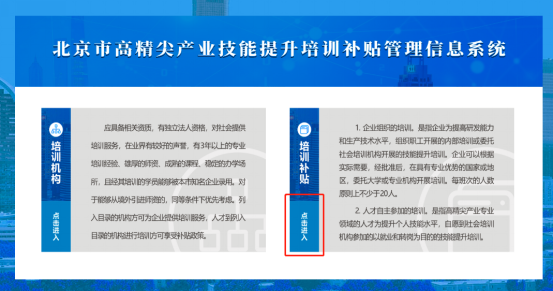 北京市高精尖产业技能提升培训补贴管理信息系统
培训机构
点击进入
应具备相关资质，有独立法人资格，对社会提供
培训服务，在业界有较好的声誉，有3年以上的专业
培训经验、雄厚的师资、成熟的课程、稳定的办学场
所，且经其培训的学员能够被本市知名企业录用。对
于能够从境外引进师资的，同等条件下优先考虑。列
入目录的机构方可为企业提供培训服务，人才到列入
目录的机构进行培训方可享受补贴政策。
培训补贴
点击进入
1. 企业组织的培训。是指企业为提高研发能力
和生产技术水平，组织职工开展的内部培训或委托
社会培训机构开展的技能提升培训。企业可以根据
实际需要，经批准后，在具有专业优势的国家或地
区，委托大学或专业机构开展培训。每班次的人数
原则上不少于20人。
2. 人才自主参加的培训。是指高精尖产业专业
领域的人才为提升个人技能水平，自愿到社会培训
机构参加的以就业和转岗为目的的技能提升培训。